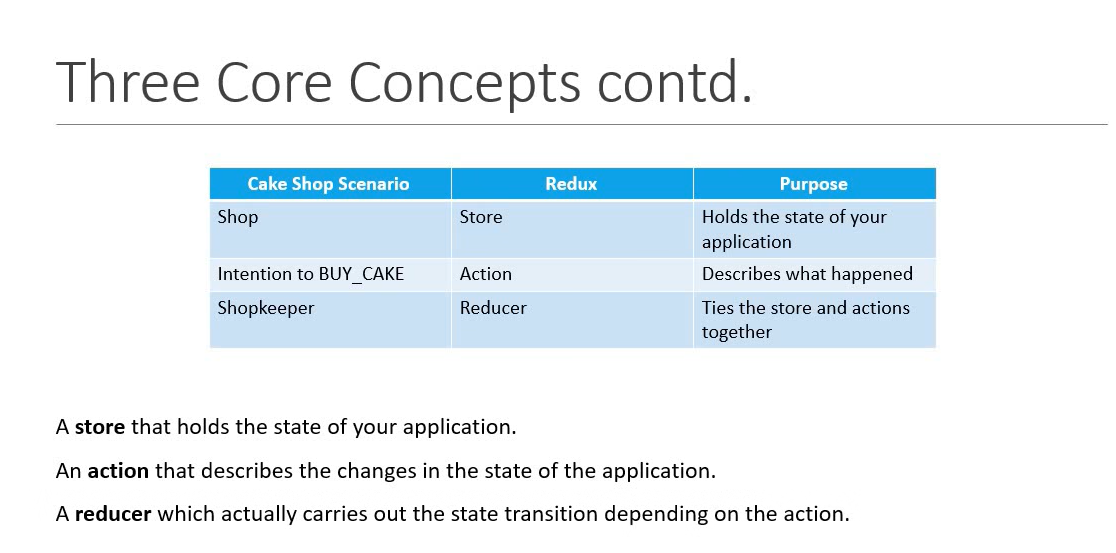 Three Core Concepts contd.
Cake Shop Scenario Redux Purpose
Shop Store Holds the state of your
application
Intention to BUY_CAKE Action Describes what happened
Shopkeeper Reducer Ties the store and actions
together
A store that holds the state of your application.
An action that describes the changes in the state of the application.
A reducer which actually carries out the state transition depending on the action.